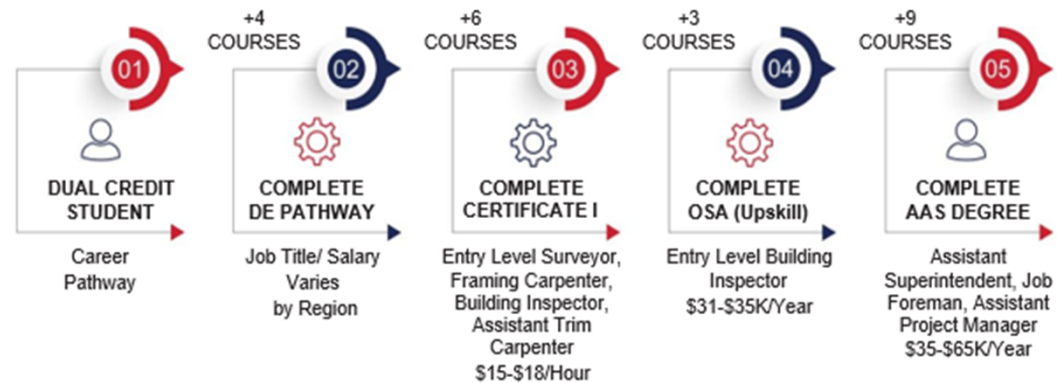 01
DUAL CREDIT
STUDENT
Career
Pathway
+4
COURSES
02
COMPLETE
DE PATHWAY
Job Title/ Salary
Varies
by Region
+6
COURSES
03
COMPLETE
CERTIFICATE I
Entry Level Surveyor,
Framing Carpenter,
Building Inspector,
Assistant Trim
Carpenter
$15-$18/Hour
+3
COURSES
04
COMPLETE
OSA (Upskill)
Entry Level Building
Inspector
$31-$35K/Year
+9
COURSES
05
COMPLETE
AAS DEGREE
Assistant
Superintendent, Job
Foreman, Assistant
Project Manager
$35-$65K/Year